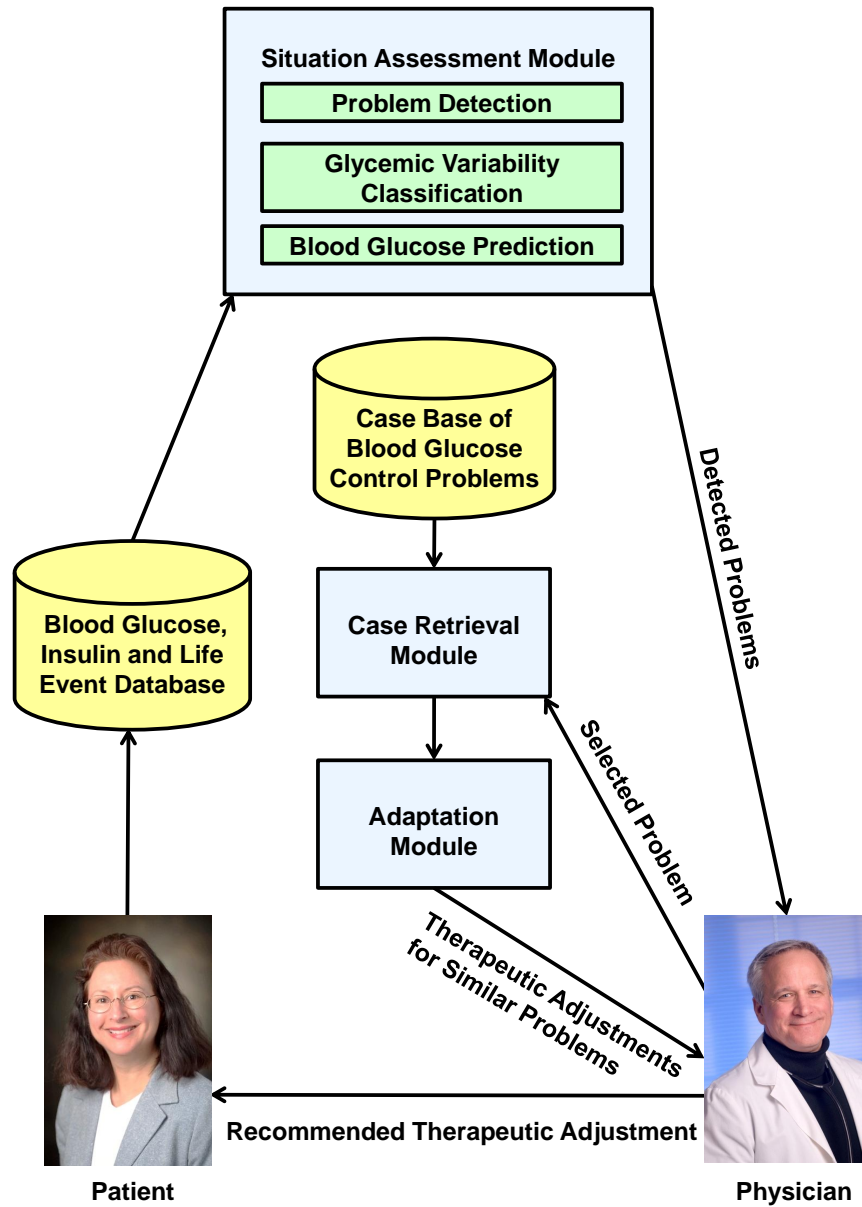 Situation Assessment Module
Problem Detection
Glycemic Variability
Classification
Blood Glucose Prediction
Case Base of
Blood Glucose
Control Problems
Detected Problems
Blood Glucose,
Insulin and Life
Event Database
Case Retrieval
Module
Selected Problem
Adaptation
Module
Therapeutic Adjustments
for Similar Problems
Recommended Therapeutic Adjustment
Patient
Physician